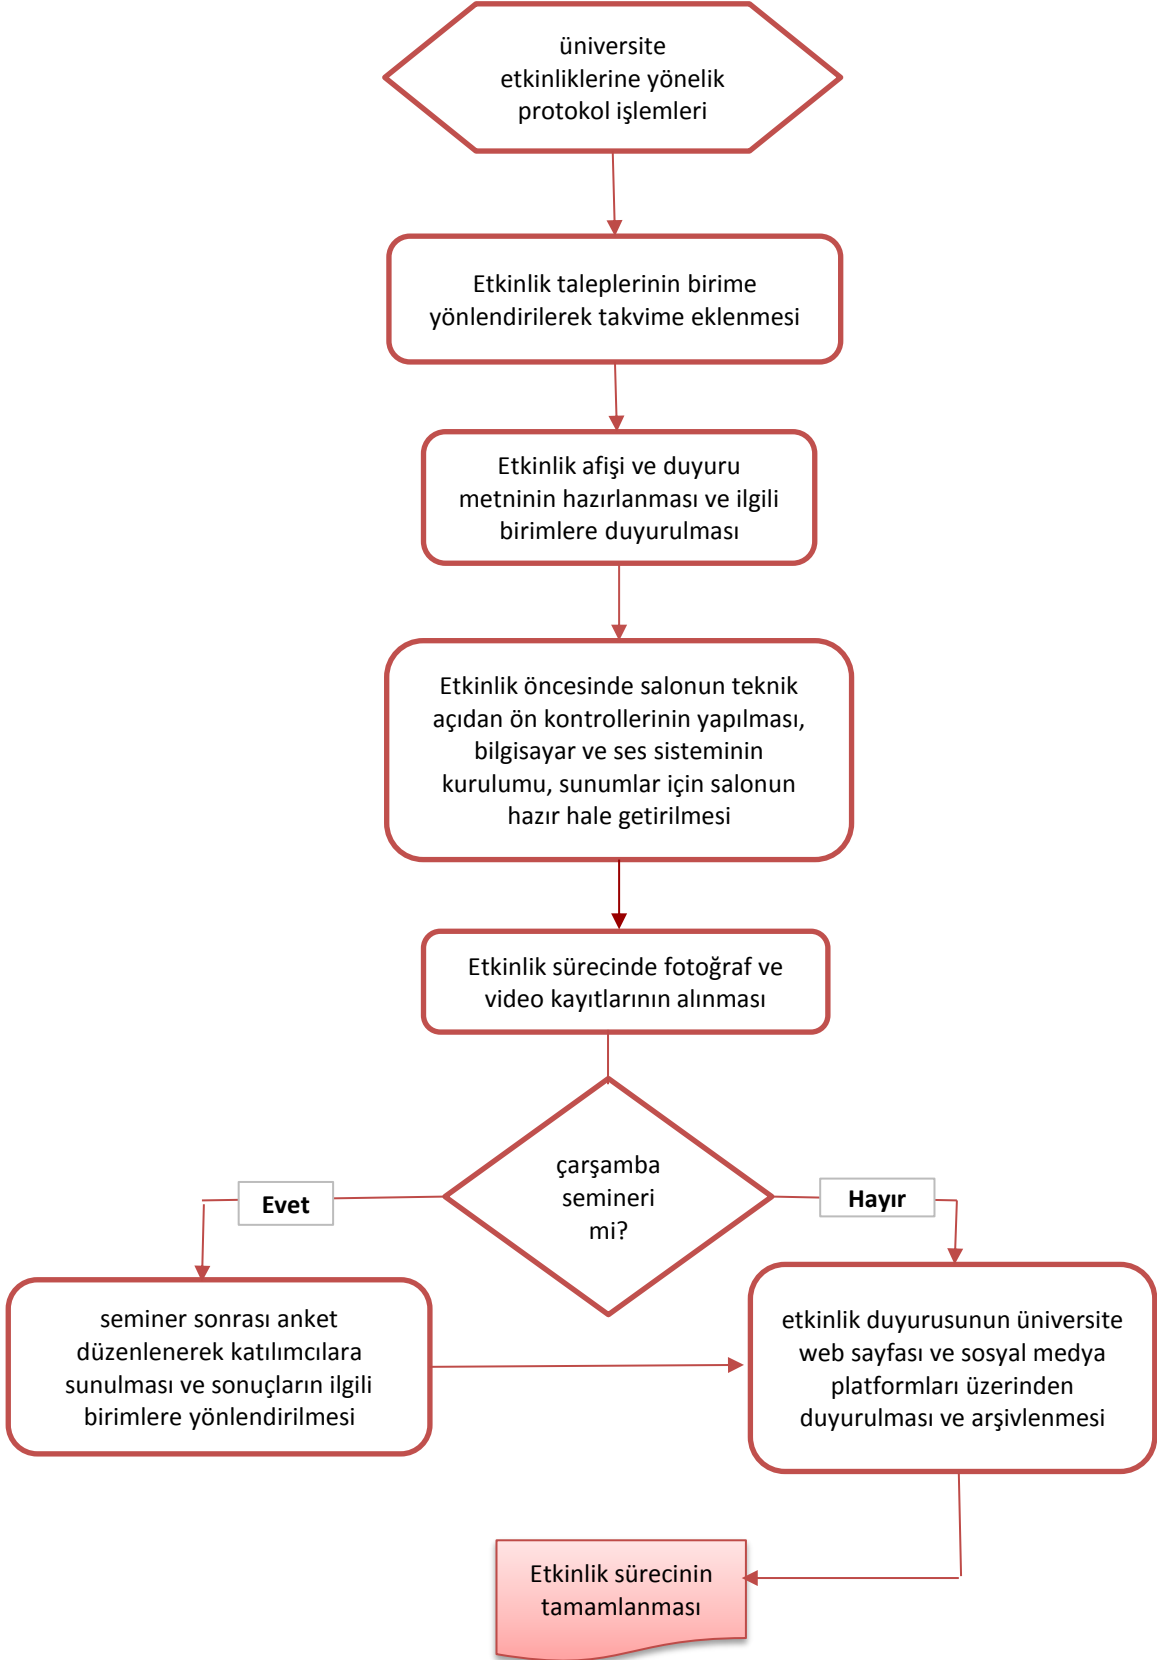 üniversite
etkinliklerine yönelik
protokol işlemleri
Etkinlik taleplerinin birime
yönlendirilerek takvime eklenmesi
Etkinlik afişi ve duyuru
metninin hazırlanması ve ilgili
birimlere duyurulması
Etkinlik öncesinde salonun teknik
açıdan ön kontrollerinin yapılması,
bilgisayar ve ses sisteminin
kurulumu, sunumlar için salonun
hazır hale getirilmesi
Etkinlik sürecinde fotoğraf ve
video kayıtlarının alınması
çarşamba
semineri
mi?
Evet
Hayır
seminer sonrası anket
düzenlenerek katılımcılara
sunulması ve sonuçların ilgili
birimlere yönlendirilmesi
etkinlik duyurusunun üniversite
web sayfası ve sosyal medya
platformları üzerinden
duyurulması ve arşivlenmesi
Etkinlik sürecinin
tamamlanması